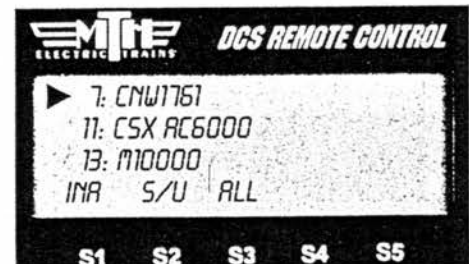 MTH
ELECTRIC TRAINS
DCS REMOTE CONTROL
7: CNW1761
11: CSX AC6000
13: M10000
INA S/U ALL
S1 S2 S3 S4 S5